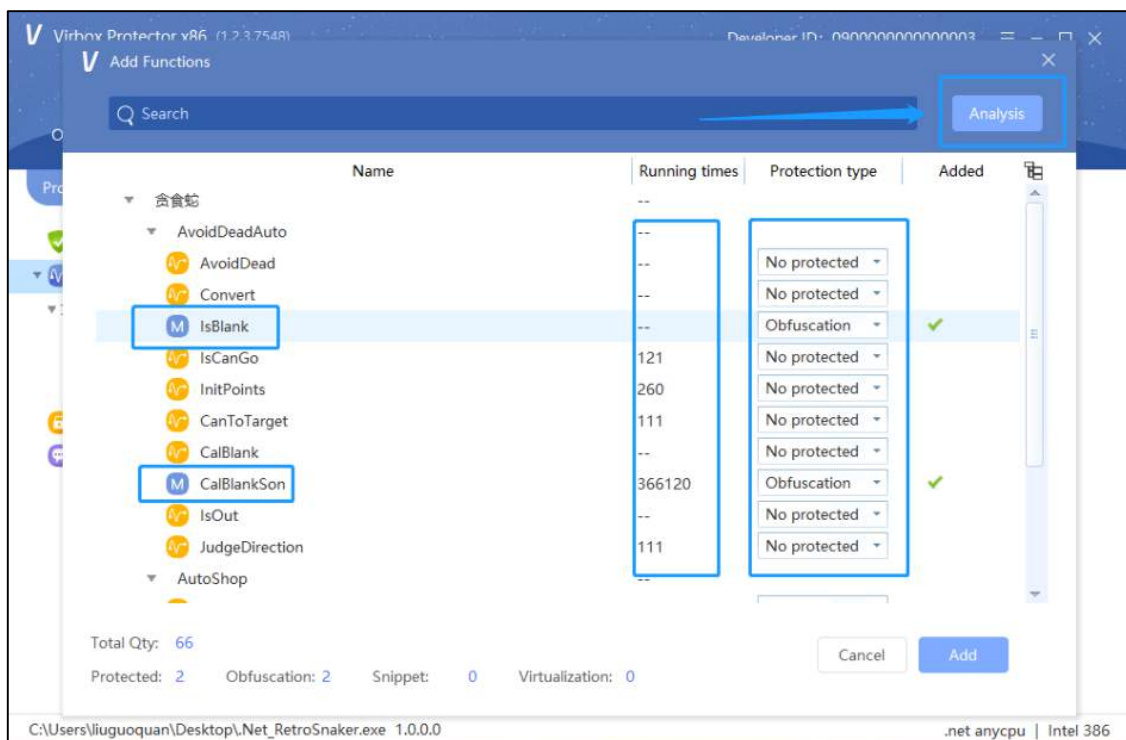 Virbox Protector x86 (1.2.3.7548) Developer ID: 0900000000000003
Add Functions
Search Analysis
Name Running times Protection type Added
贪食蛇 --
AvoidDeadAuto --
AvoidDead -- No protected
Convert -- No protected
M IsBlank -- Obfuscation
IsCanGo 121 No protected
InitPoints 260 No protected
CanToTarget 111 No protected
CalBlank -- No protected
M CalBlankSon 366120 Obfuscation
IsOut -- No protected
JudgeDirection 111 No protected
AutoShop --
Total Qty: 66
Cancel Add
Protected: 2 Obfuscation: 2 Snippet: 0 Virtualization: 0
C:\Users\liuguoquan\Desktop\.Net_RetroSnaker.exe 1.0.0.0 .net anycpu | Intel 386